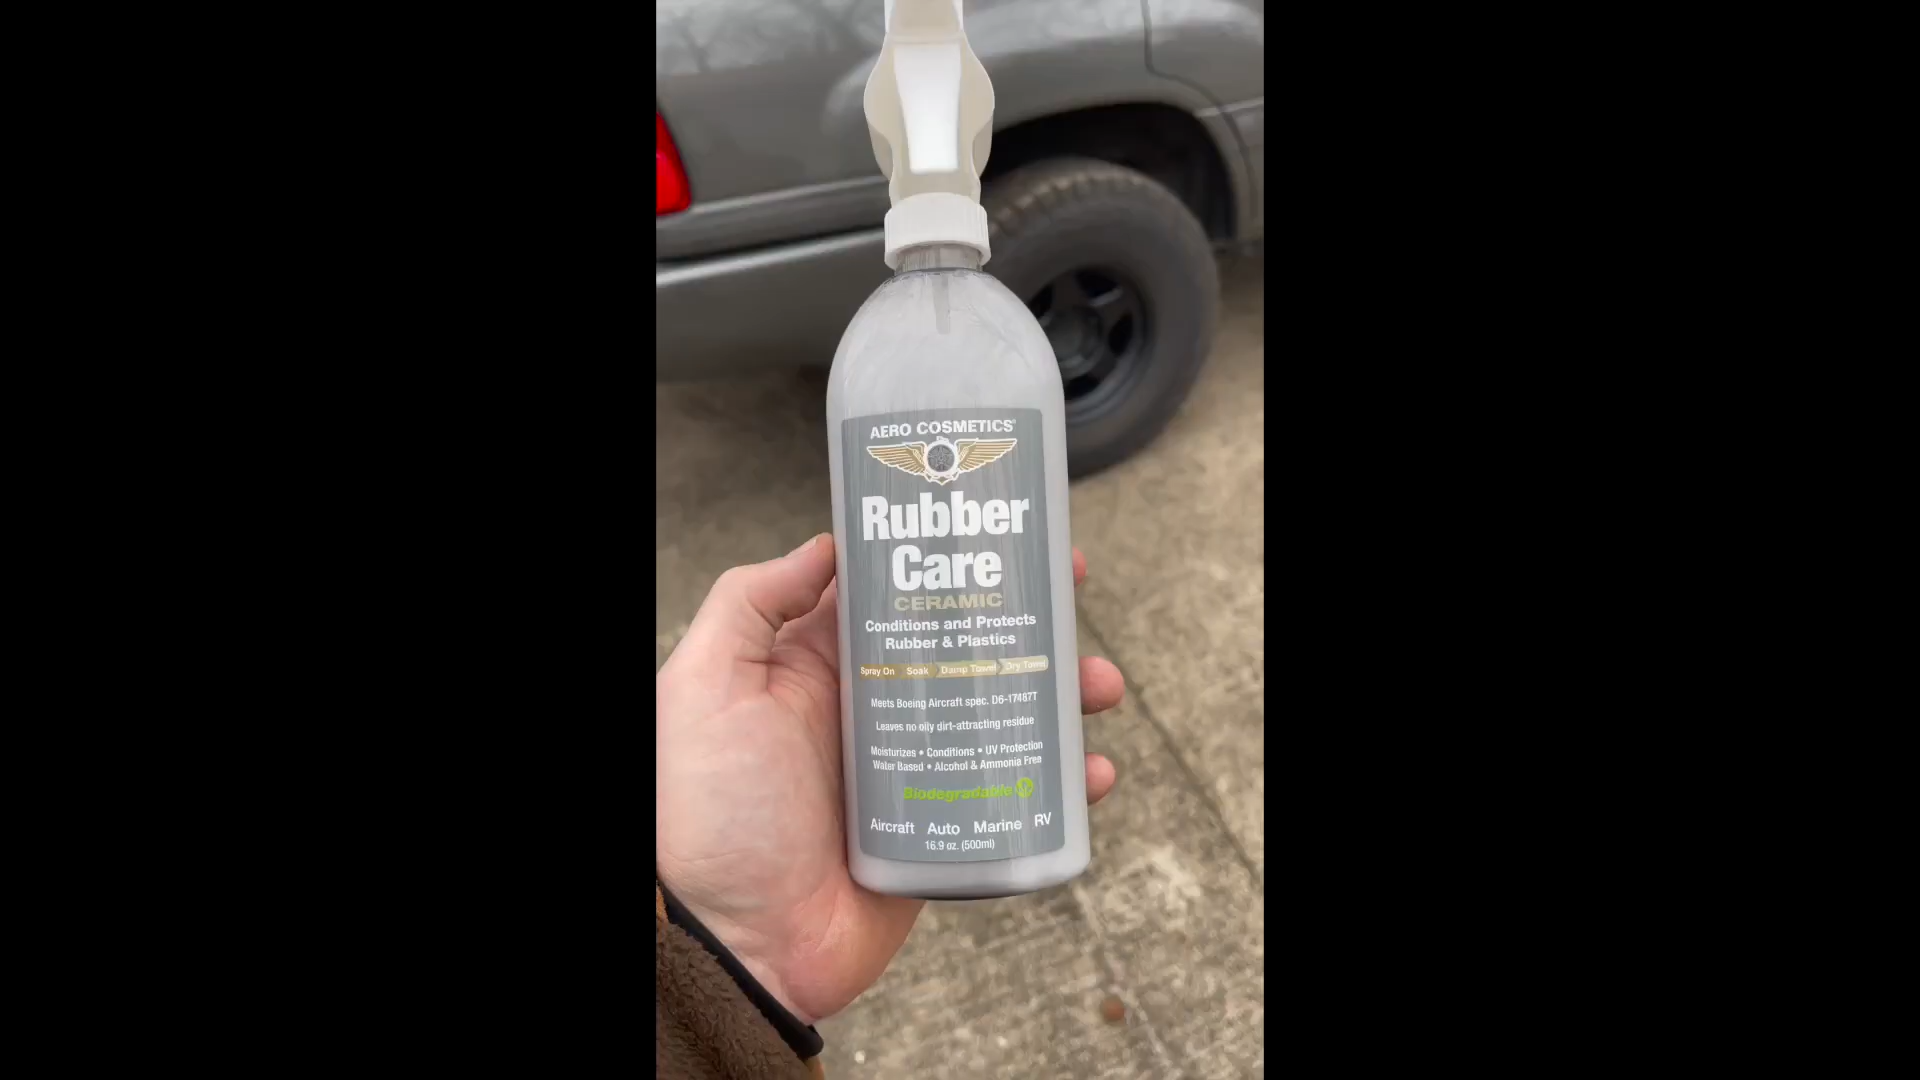 AERO COSMETICS®
Rubber
Care
CERAMIC
Conditions and Protects
Rubber & Plastics
Spray On Soak Damp Towel Dry Towel
Meets Boeing Aircraft spec. D6-17487T
Leaves no oily dirt-attracting residue
Moisturizes • Conditions • UV Protection
Water Based • Alcohol & Ammonia Free
Biodegradable
Aircraft Auto Marine RV
16.9 oz. (500ml)